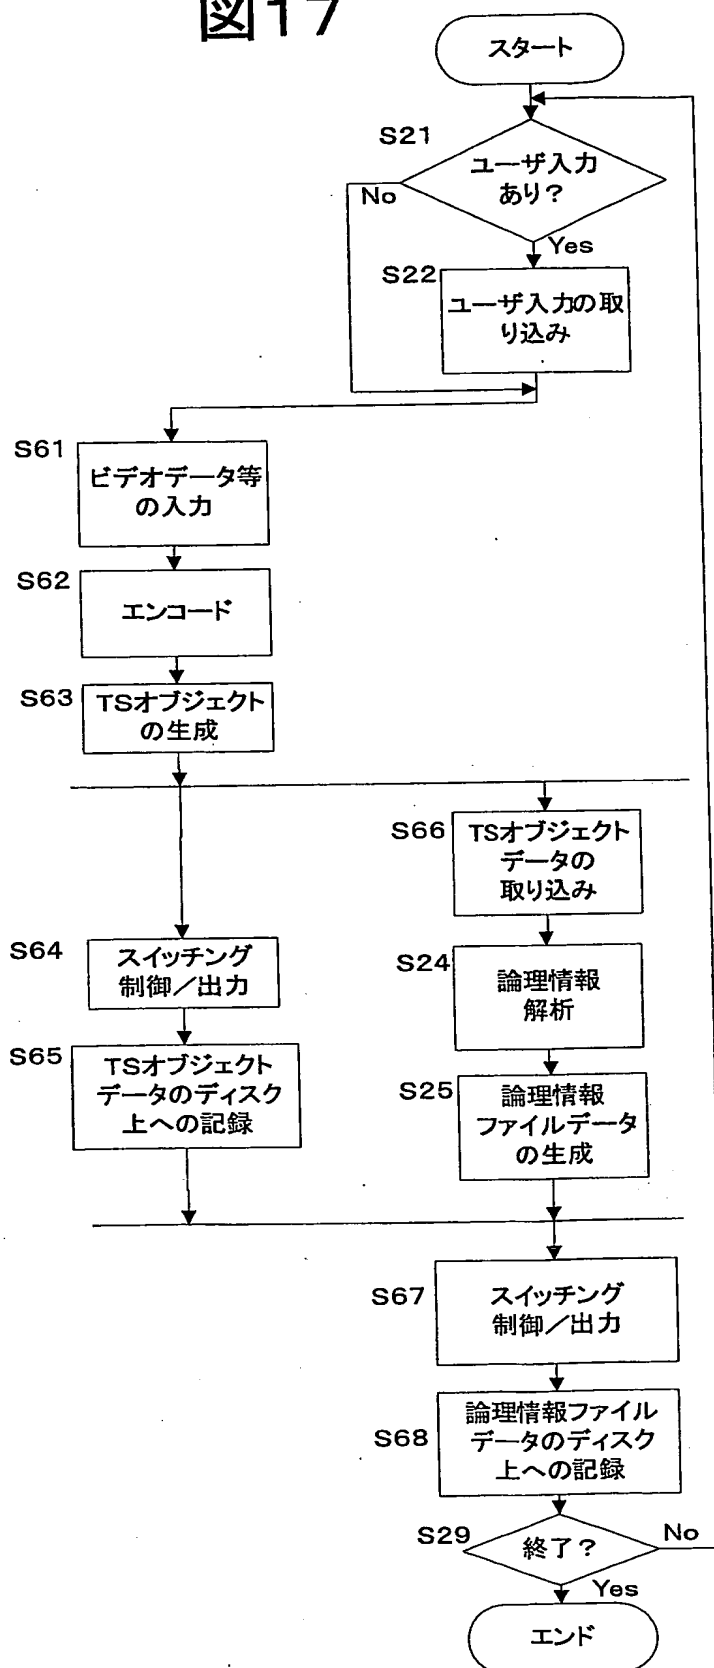 図17
スタート
S21
ユーザ入力
あり?
No
Yes
S22
ユーザ入力の取
り込み
S61
ビデオデータ等
の入力
S62
エンコード
S63
TSオブジェクト
の生成
S66
TSオブジェクト
データの
取り込み
S64
スイッチング
制御/出力
S24
論理情報
解析
S65
TSオブジェクト
データのディスク
上への記録
S25
論理情報
ファイルデータ
の生成
S67
スイッチング
制御/出力
S68
論理情報ファイル
データのディスク
上への記録
S29
終了?
No
Yes
エンド